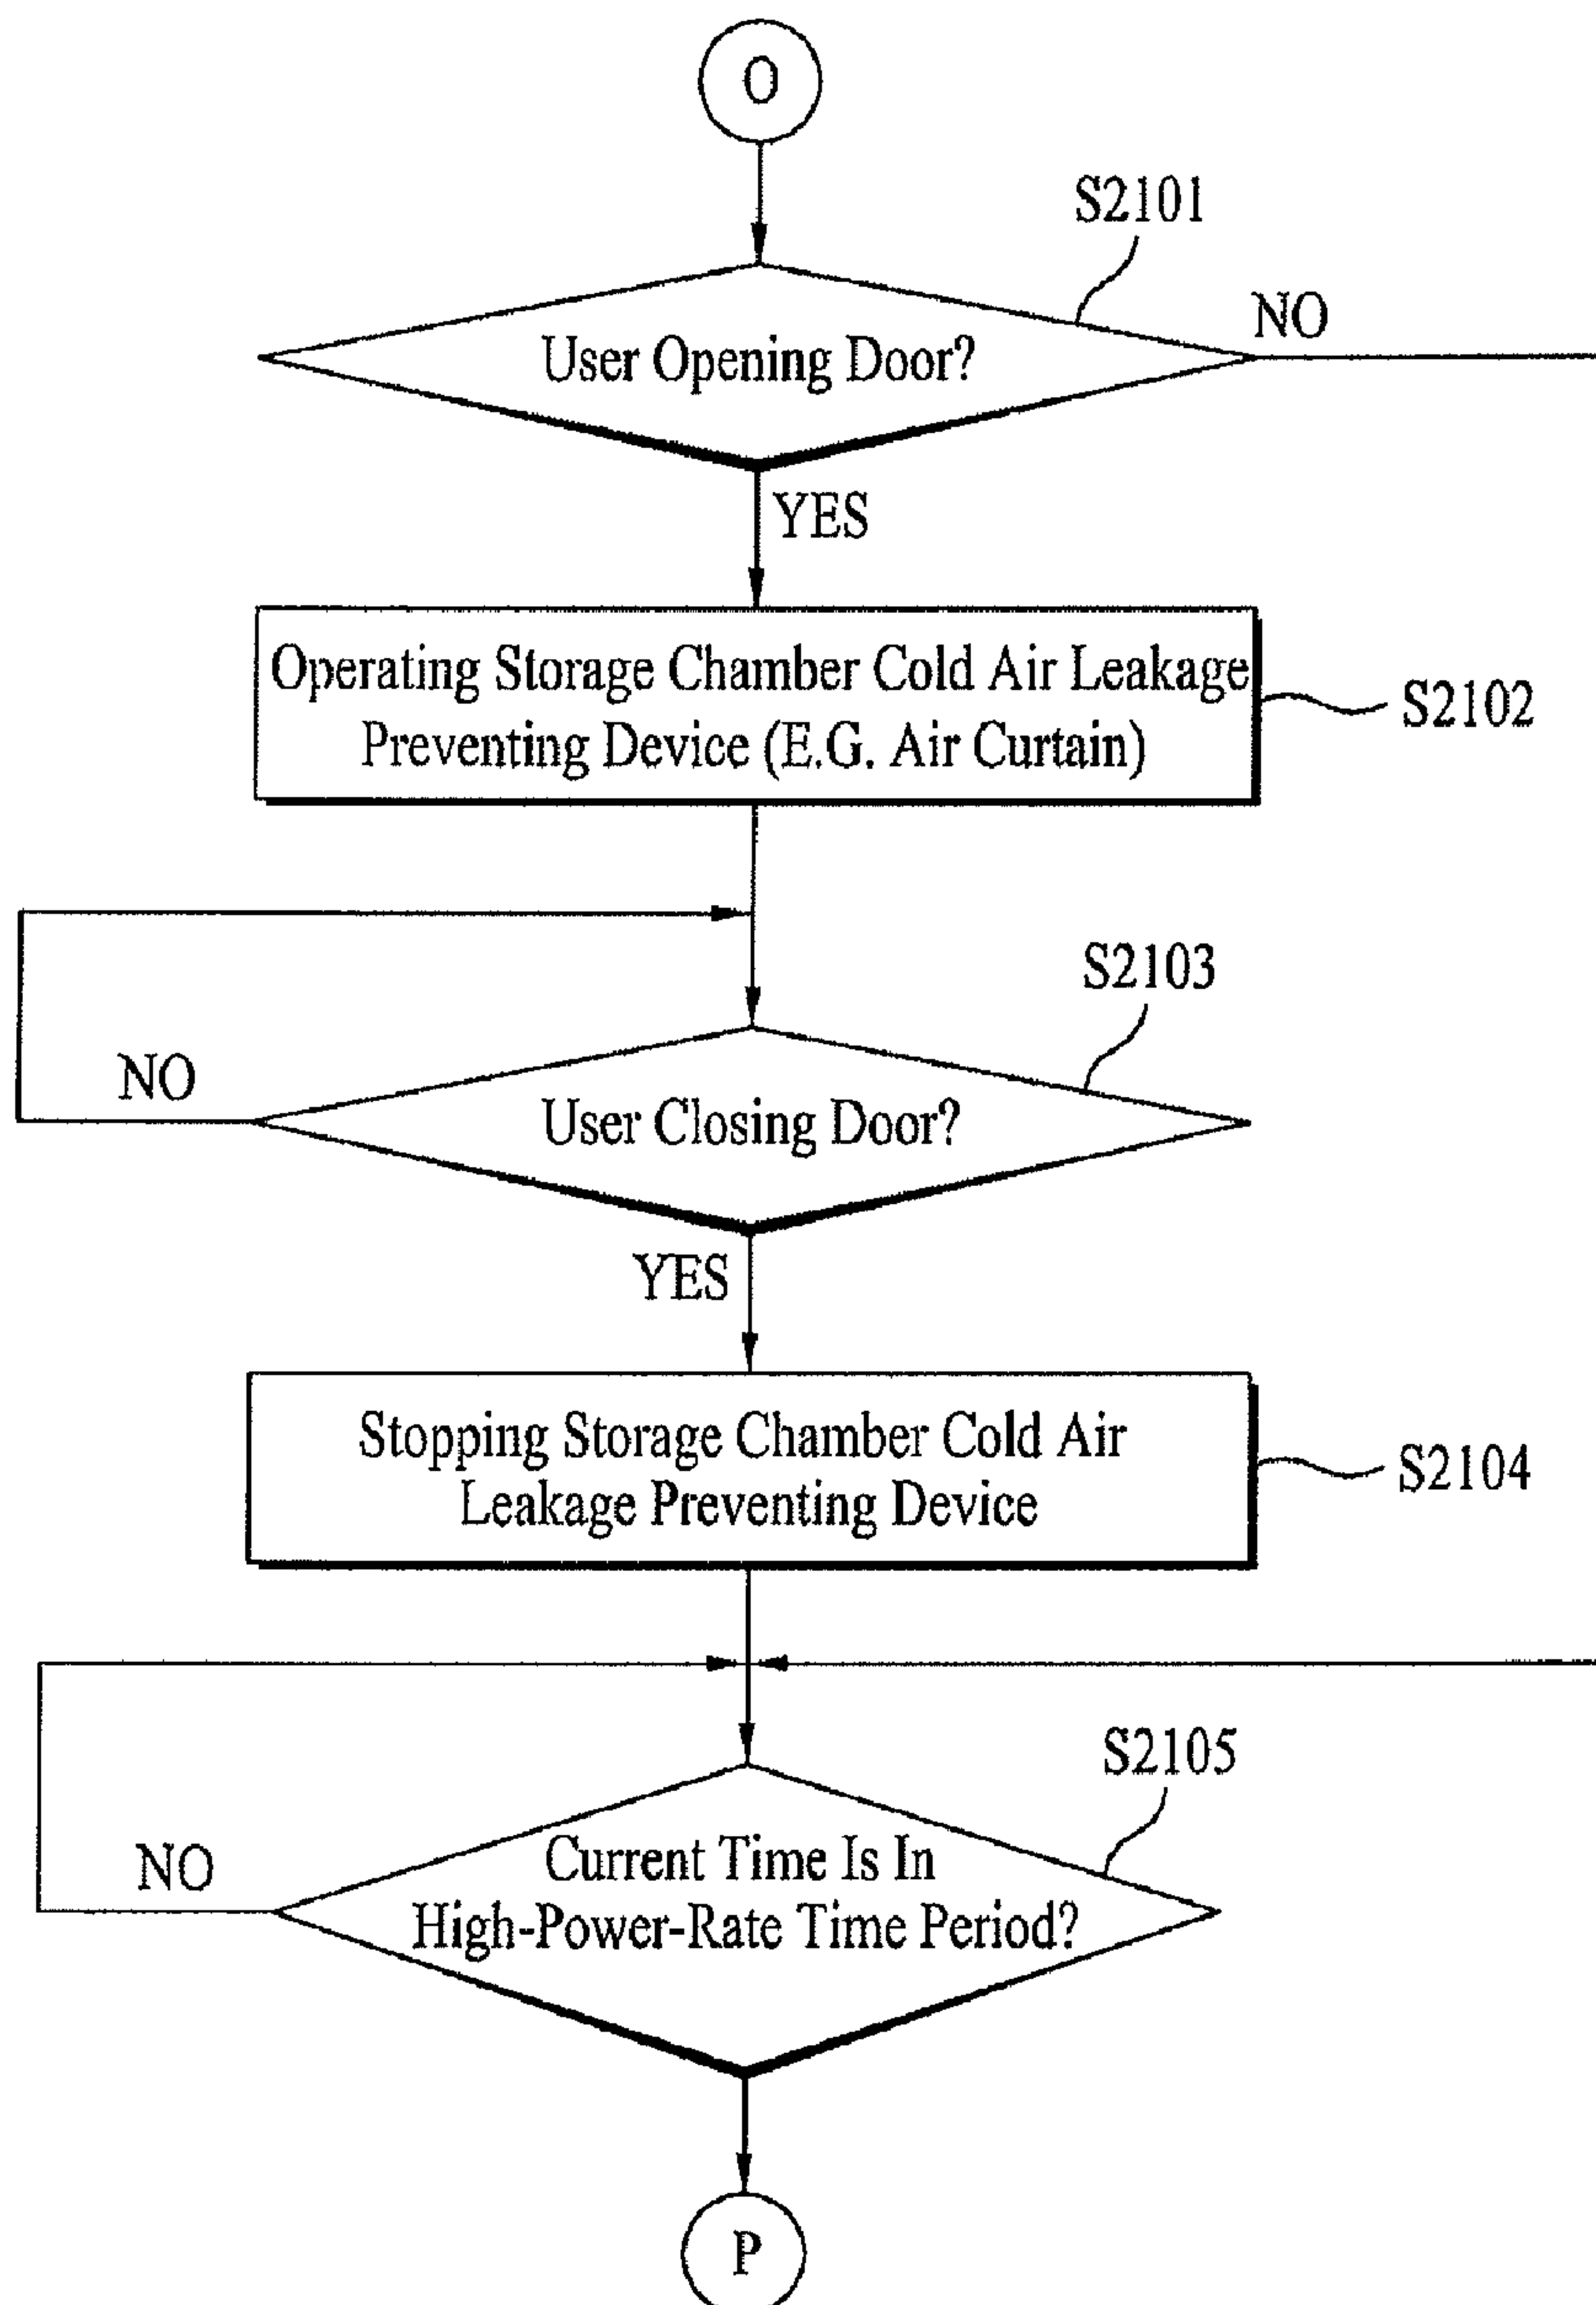 O
S2101
User Opening Door?
NO
YES
Operating Storage Chamber Cold Air Leakage
Preventing Device (E.G. Air Curtain)
S2102
S2103
NO
User Closing Door?
YES
Stopping Storage Chamber Cold Air
Leakage Preventing Device
S2104
S2105
NO
Current Time Is In
High-Power-Rate Time Period?
P